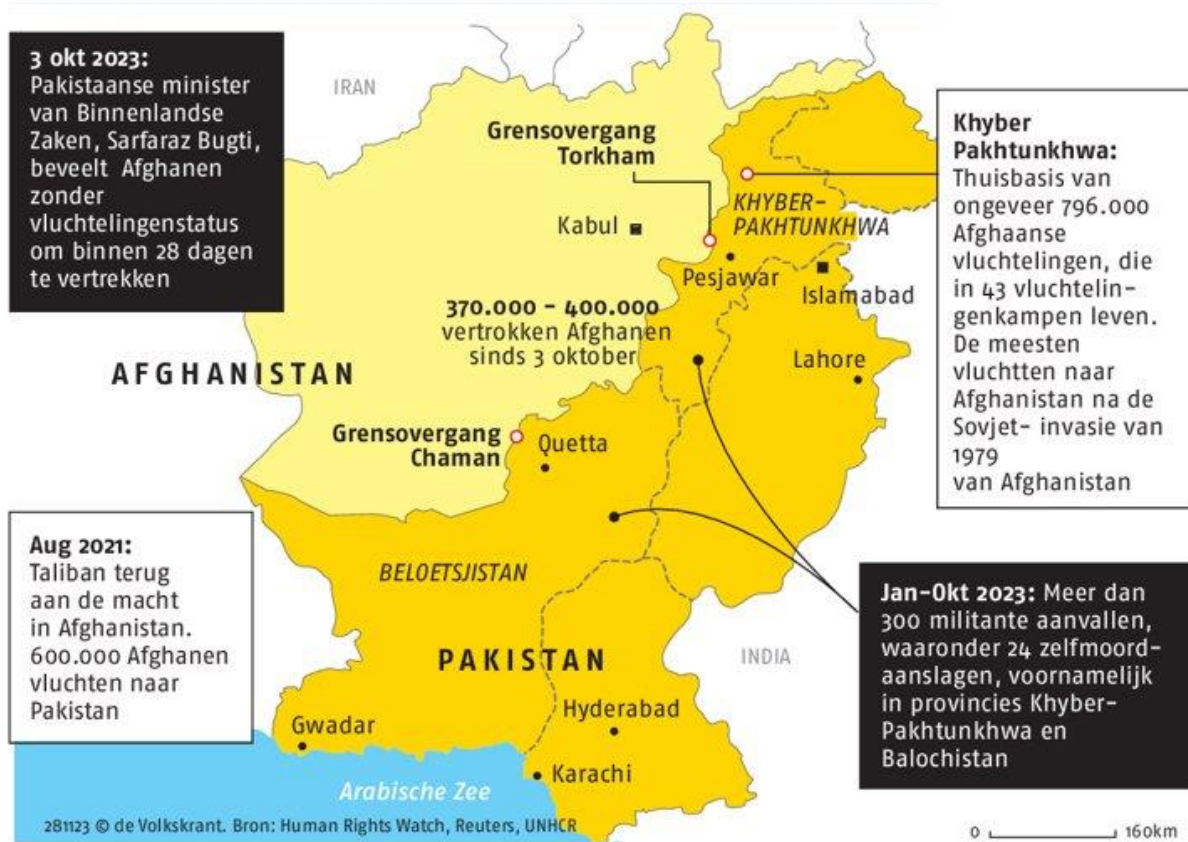 3 okt 2023:
Pakistaanse minister
van Binnenlandse
Zaken, Sarfaraz Bugti,
beveelt Afghanen
zonder
vluchtelingenstatus
om binnen 28 dagen
te vertrekken
IRAN
Grensovergang
Torkham
Kabul
KHYBER-
PAKHTUNKHWA
Pesjawar
Islamabad
Lahore
370.000 - 400.000
vertrokken Afghanen
sinds 3 oktober
AFGHANISTAN
Grensovergang
Chaman
Quetta
Khyber
Pakhtunkhwa:
Thuisbasis van
ongeveer 796.000
Afghaanse
vluchtelingen, die
in 43 vluchtelin-
genkampen leven.
De meesten
vluchtten naar
Afghanistan na de
Sovjet- invasie van
1979
van Afghanistan
Aug 2021:
Taliban terug
aan de macht
in Afghanistan.
600.000 Afghanen
vluchten naar
Pakistan
BELOETSJISTAN
PAKISTAN
INDIA
Jan-Okt 2023: Meer dan
300 militante aanvallen,
waaronder 24 zelfmoord-
aanslagen, voornamelijk
in provincies Khyber-
Pakhtunkhwa en
Balochistan
Gwadar
Hyderabad
Karachi
Arabische Zee
281123 © de Volkskrant. Bron: Human Rights Watch, Reuters, UNHCR
0 160km